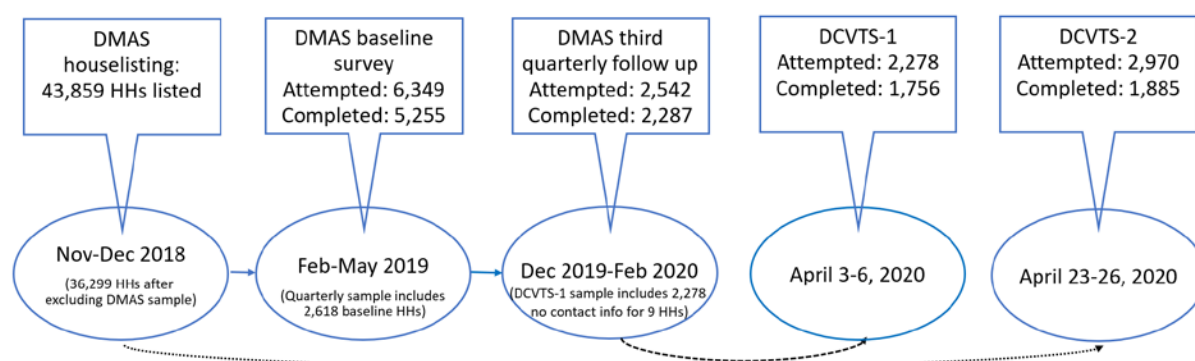 DMAS
houselisting:
43,859 HHs listed
DMAS baseline
survey
Attempted: 6,349
Completed: 5,255
DMAS third
quarterly follow up
Attempted: 2,542
Completed: 2,287
DCVTS-1
Attempted: 2,278
Completed: 1,756
DCVTS-2
Attempted: 2,970
Completed: 1,885
Nov-Dec 2018
(36,299 HHs after
excluding DMAS sample)
Feb-May 2019
(Quarterly sample includes
2,618 baseline HHs)
Dec 2019-Feb 2020
(DCVTS-1 sample includes 2,278
no contact info for 9 HHs)
April 3-6, 2020
April 23-26, 2020